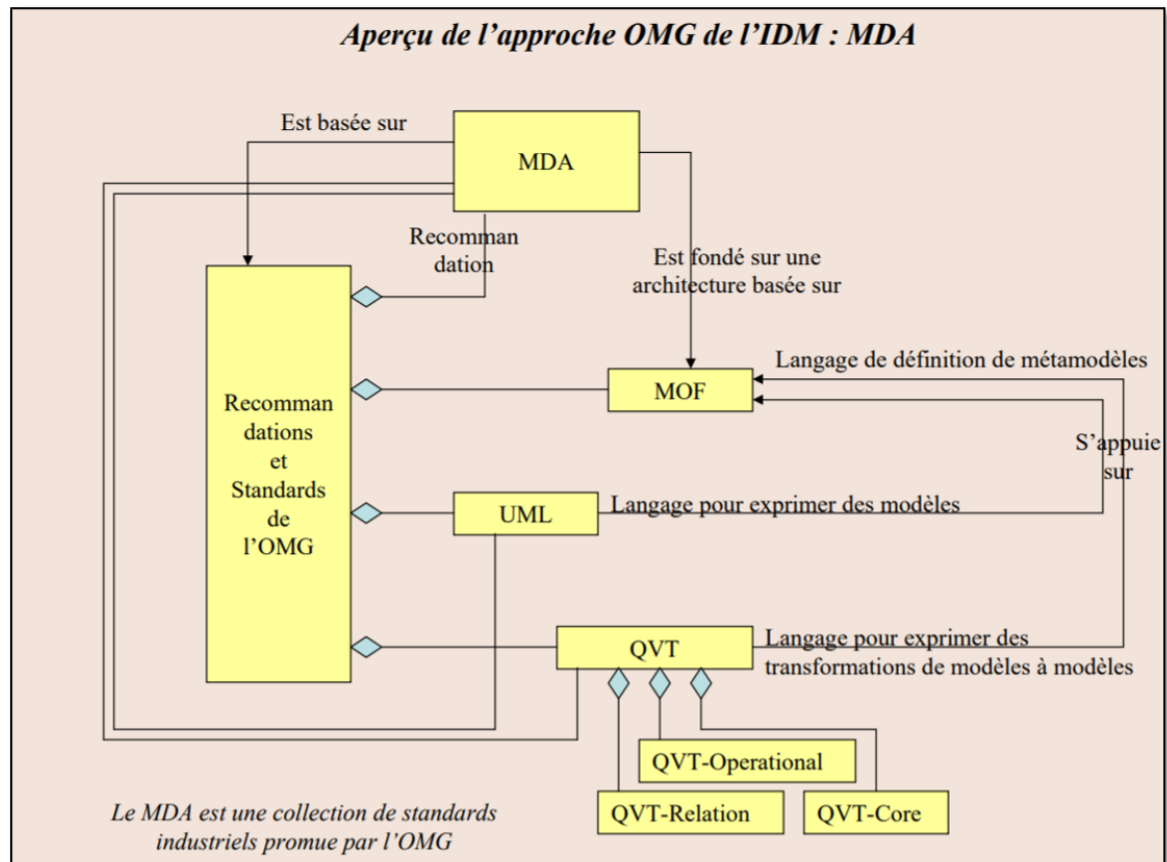 Aperçu de l'approche OMG de l'IDM : MDA
Est basée sur
MDA
Recomman
dation
Est fondé sur une
architecture basée sur
Langage de définition de métamodèles
MOF
Recomman
dations
et
Standards
de
l'OMG
S'appuie
sur
UML
Langage pour exprimer des modèles
QVT
Langage pour exprimer des
transformations de modèles à modèles
QVT-Operational
QVT-Relation
QVT-Core
Le MDA est une collection de standards
industriels promue par l'OMG